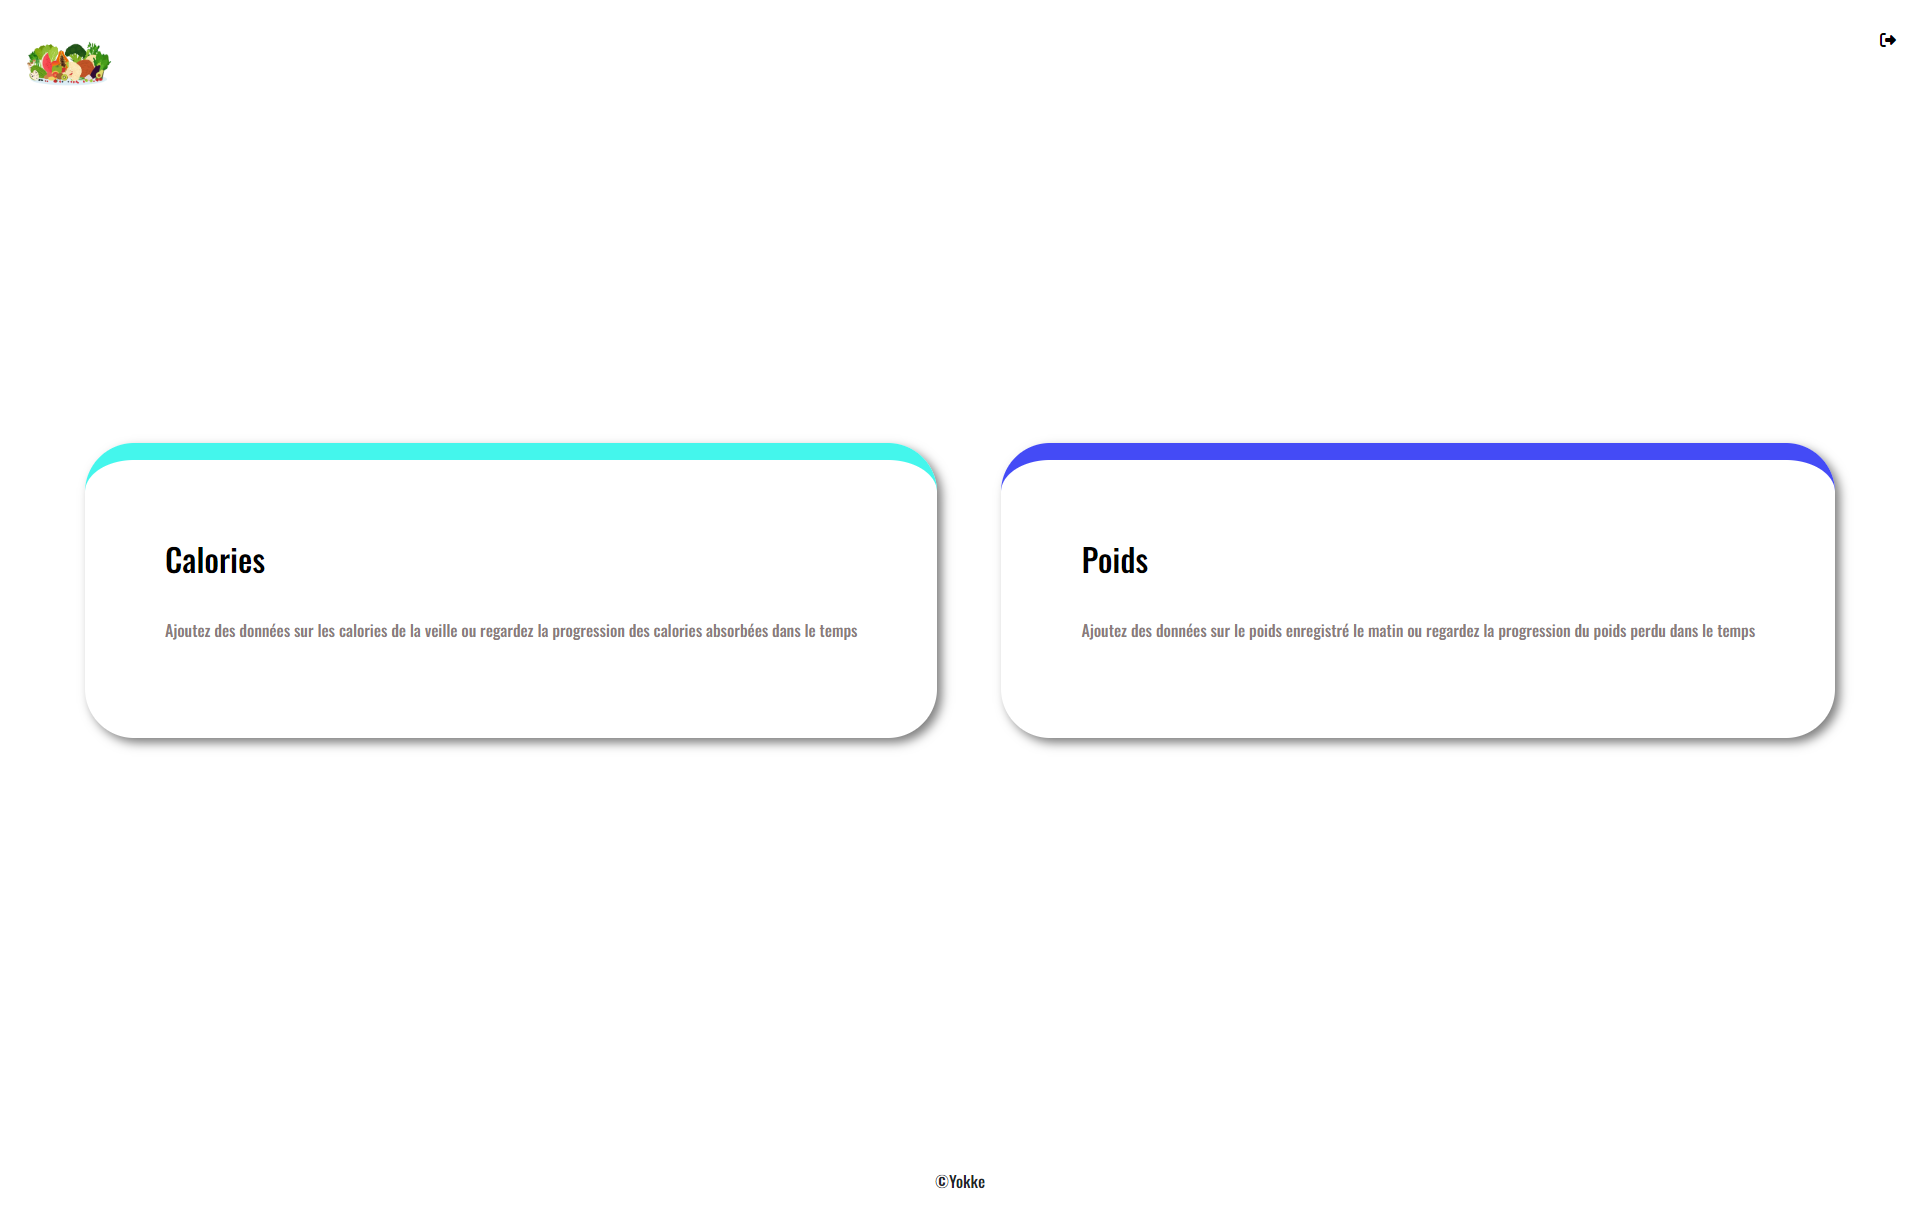 Calories
Ajoutez des données sur les calories de la veille ou regardez la progression des calories absorbées dans le temps
Poids
Ajoutez des données sur le poids enregistré le matin ou regardez la progression du poids perdu dans le temps
©Yokke